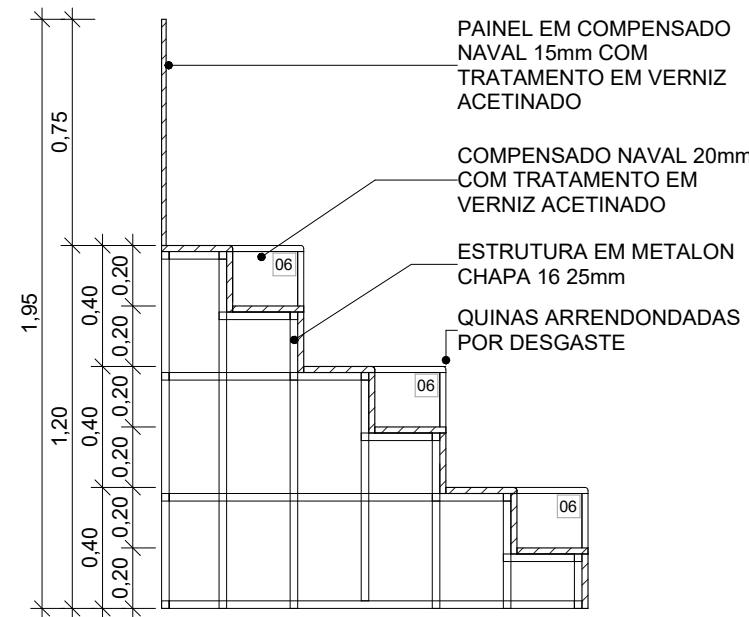 PAINEL EM COMPENSADO
NAVAL 15mm COM
TRATAMENTO EM VERNIZ
ACETINADO
COMPENSADO NAVAL 20mm
COM TRATAMENTO EM
VERNIZ ACETINADO
ESTRUTURA EM METALON
CHAPA 16 25mm
QUINAS ARRENDONDADAS
POR DESGASTE
06
06
06
1,95
0,75
1,20
0,40
0,40
0,40
0,20
0,20
0,20
0,20
0,20
0,20